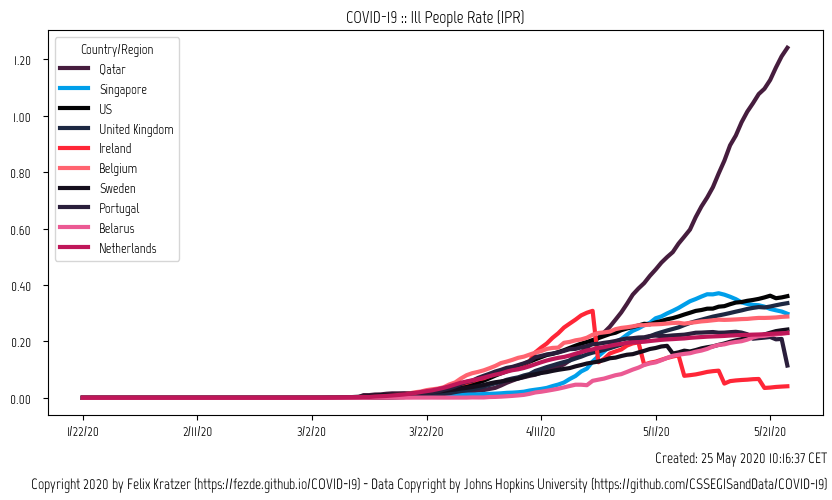 COVID-19 :: Ill People Rate (IPR)
Country/Region
Qatar
Singapore
US
United Kingdom
Ireland
Belgium
Sweden
Portugal
Belarus
Netherlands
1.20
1.00
0.80
0.60
0.40
0.20
0.00
1/22/20 2/11/20 3/2/20 3/22/20 4/11/20 5/1/20 5/21/20
Created: 25 May 2020 10:16:37 CET
Copyright 2020 by Felix Kratzer (https://fezde.github.io/COVID-19) - Data Copyright by Johns Hopkins University (https://github.com/CSSEGISandData/COVID-19)